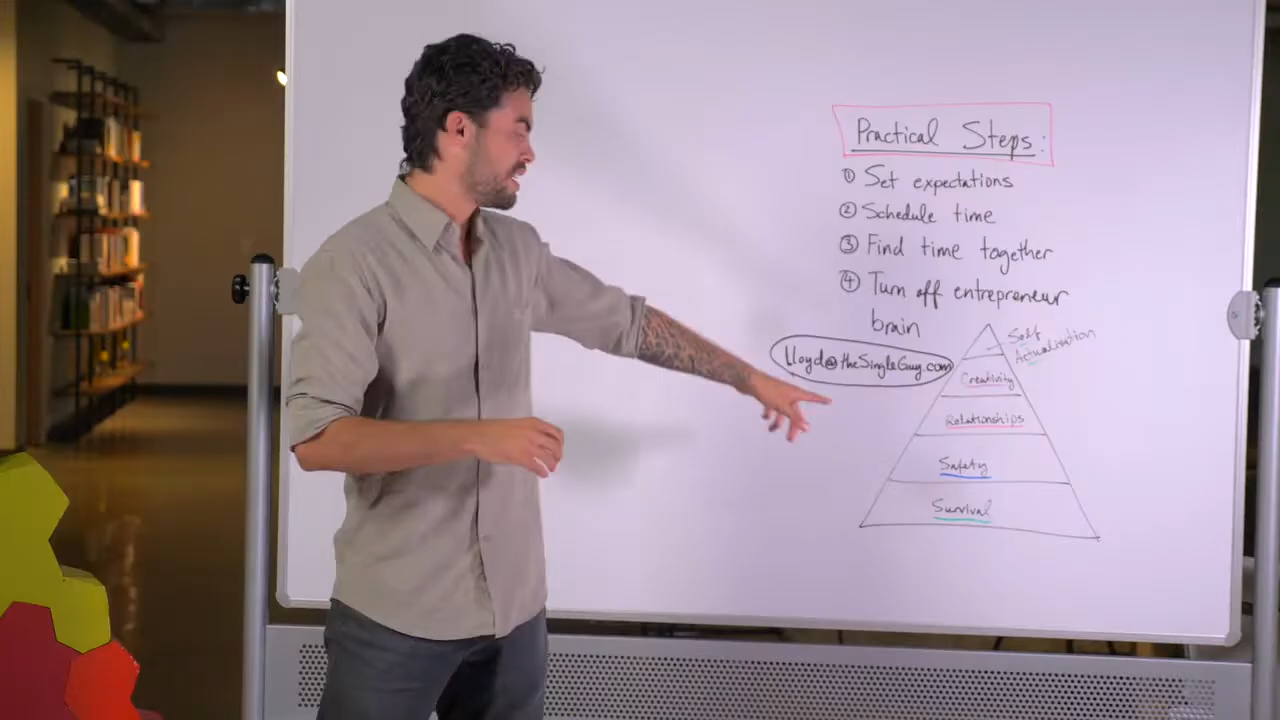 Practical Steps:
① Set expectations
② Schedule time
③ Find time together
④ Turn off entrepreneur
brain
Lloyd@theSingleGuy.com
Self
Actualisation
Creativity
Relationships
Safety
Survival